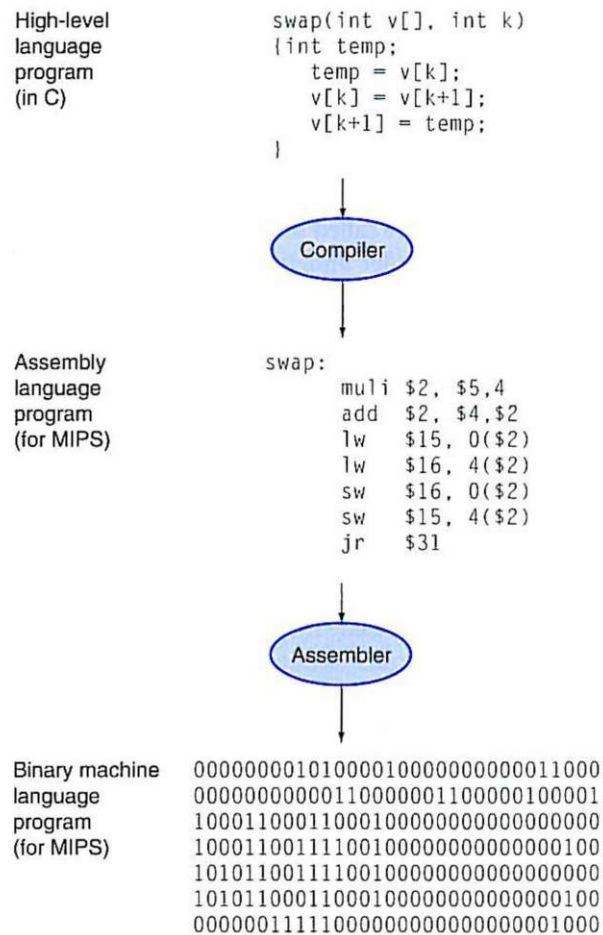 High-level
language
program
(in C)
swap(int v[], int k)
{int temp;
temp = v[k];
v[k] = v[k+1];
v[k+1] = temp;
}
Compiler
Assembly
language
program
(for MIPS)
swap:
muli $2, $5,4
add $2, $4,$2
lw $15, 0($2)
lw $16, 4($2)
sw $16, 0($2)
sw $15, 4($2)
jr $31
Assembler
Binary machine
language
program
(for MIPS)
00000000101000010000000000011000
00000000000110000001100000100001
10001100011000100000000000000000
10001100111100100000000000000100
10101100111100100000000000000000
10101100011000100000000000000100
00000011111000000000000000001000